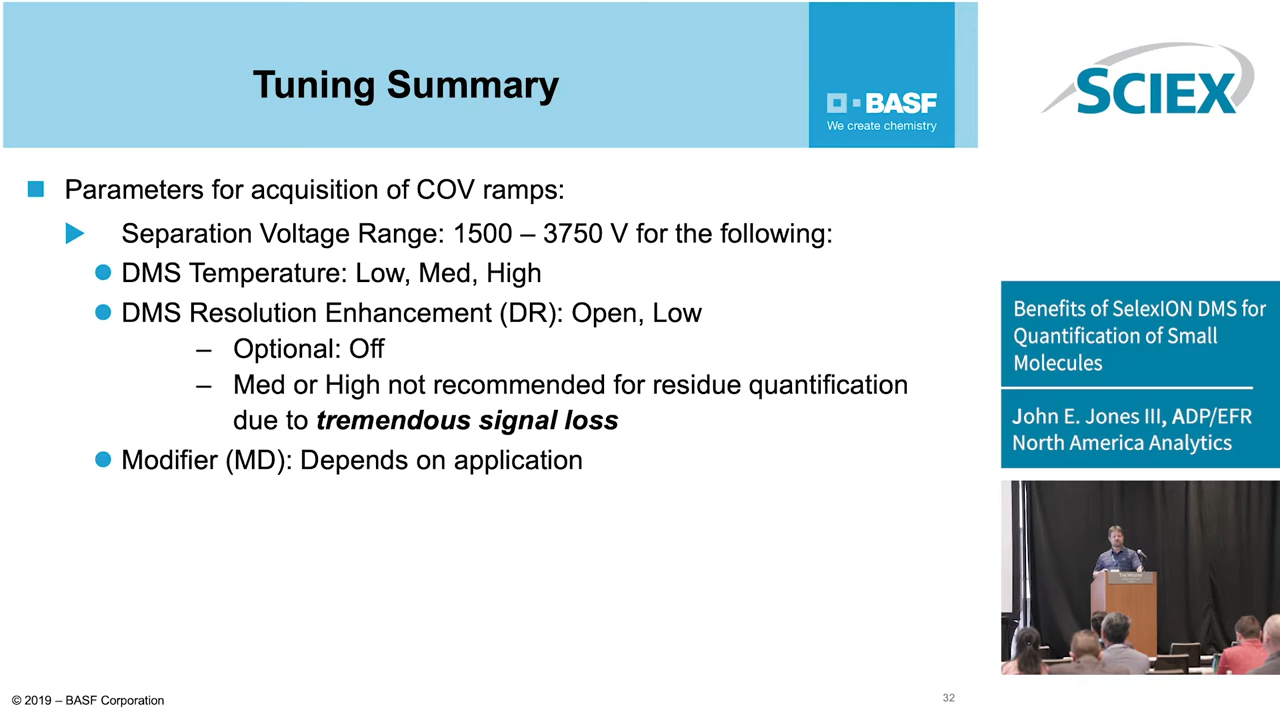 Tuning Summary
BASF
We create chemistry
SCIEX
Parameters for acquisition of COV ramps:
Separation Voltage Range: 1500 – 3750 V for the following:
DMS Temperature: Low, Med, High
DMS Resolution Enhancement (DR): Open, Low
– Optional: Off
– Med or High not recommended for residue quantification
due to tremendous signal loss
Modifier (MD): Depends on application
Benefits of SelexION DMS for
Quantification of Small
Molecules
John E. Jones III, ADP/EFR
North America Analytics
THE WESTIN
© 2019 – BASF Corporation
32